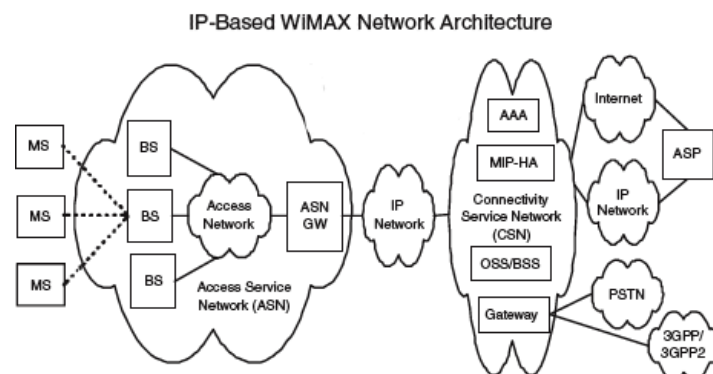 IP-Based WiMAX Network Architecture
MS
MS
MS
BS
BS
BS
Access
Network
Access Service
Network (ASN)
ASN
GW
IP
Network
AAA
MIP-HA
Connectivity
Service Network
(CSN)
OSS/BSS
Gateway
Internet
IP
Network
ASP
PSTN
3GPP/
3GPP2